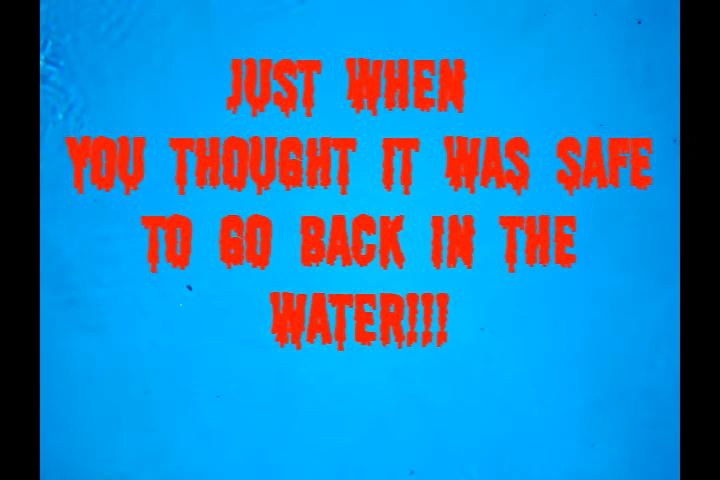 JUST WHEN
YOU THOUGHT IT WAS SAFE
TO GO BACK IN THE
WATER!!!